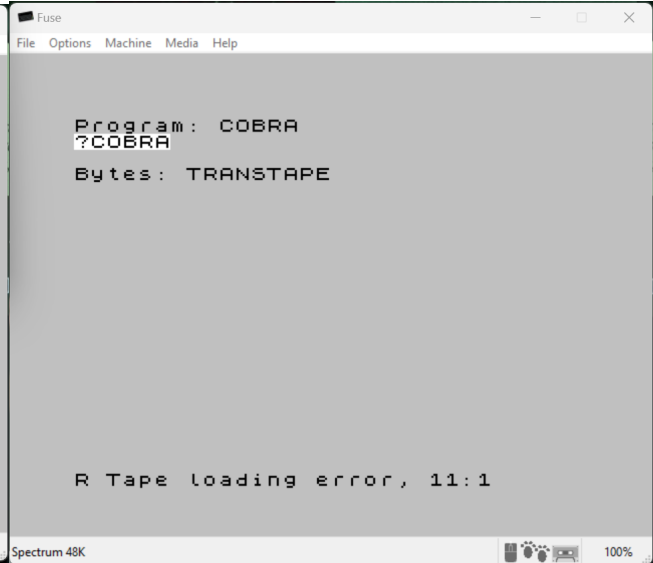 Fuse
File Options Machine Media Help
Program: COBRA
?COBRA
Bytes: TRANSTAPE
R Tape loading error, 11:1
Spectrum 48K 100%